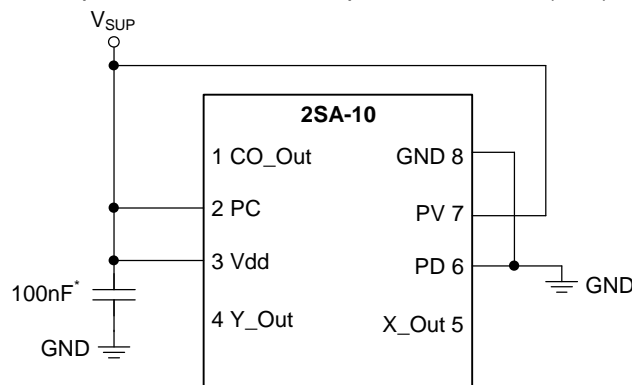 V_SUP
2SA-10
1 CO_Out
GND 8
2 PC
PV 7
3 Vdd
PD 6
GND
100nF*
4 Y_Out
X_Out 5
GND